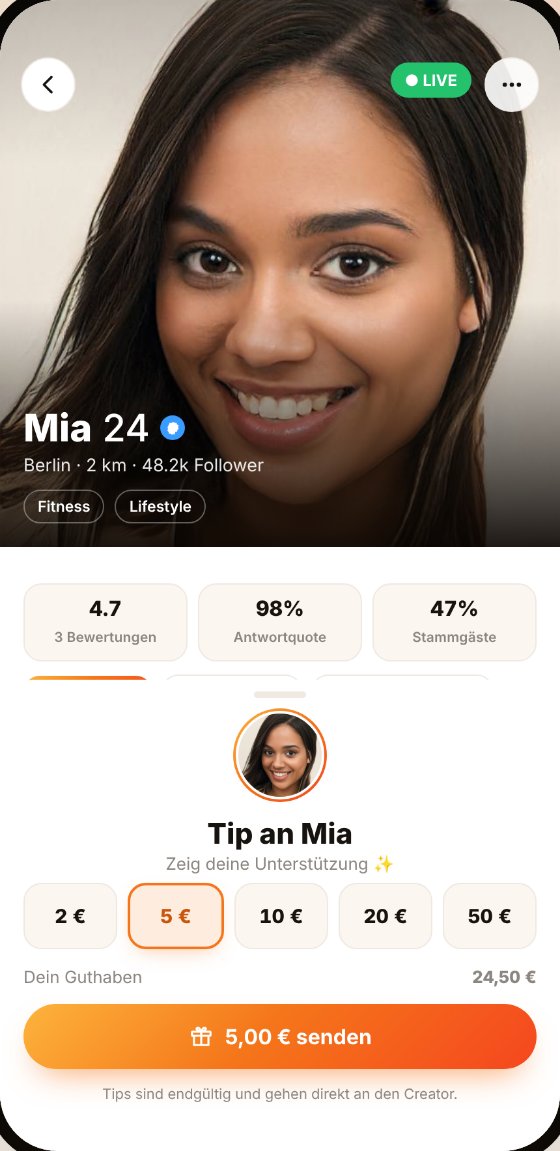 LIVE
Mia 24
Berlin · 2 km · 48.2k Follower
Fitness
Lifestyle
4.7
3 Bewertungen
98%
Antwortquote
47%
Stammgäste
Tip an Mia
Zeig deine Unterstützung ✨
2 €
5 €
10 €
20 €
50 €
Dein Guthaben
24,50 €
5,00 € senden
Tips sind endgültig und gehen direkt an den Creator.